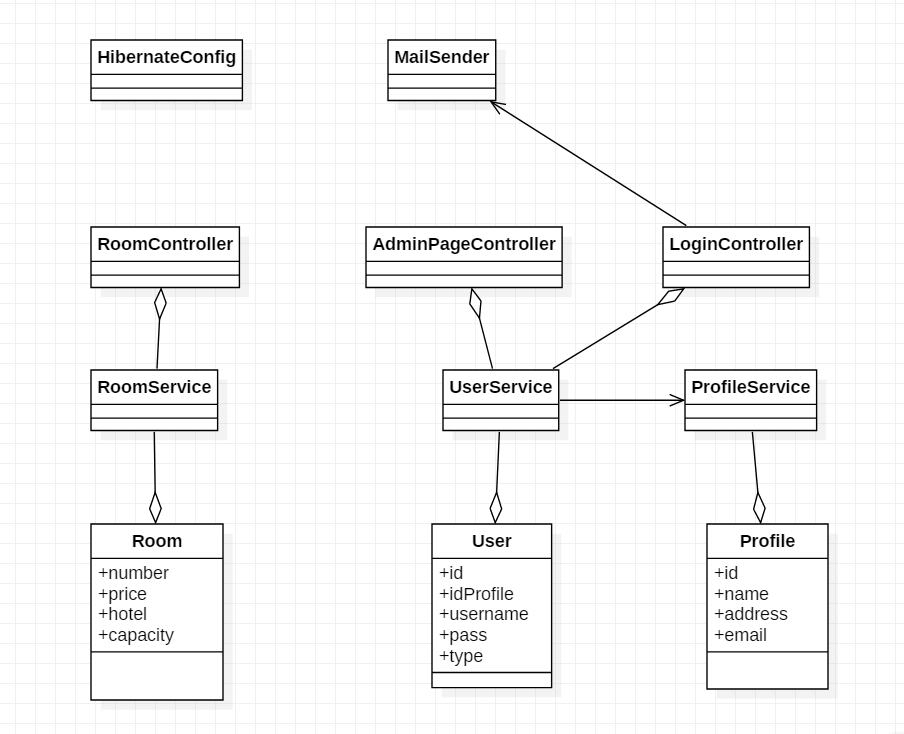 HibernateConfig
MailSender
RoomController
AdminPageController
LoginController
RoomService
UserService
ProfileService
Room
+number
+price
+hotel
+capacity
User
+id
+idProfile
+username
+pass
+type
Profile
+id
+name
+address
+email